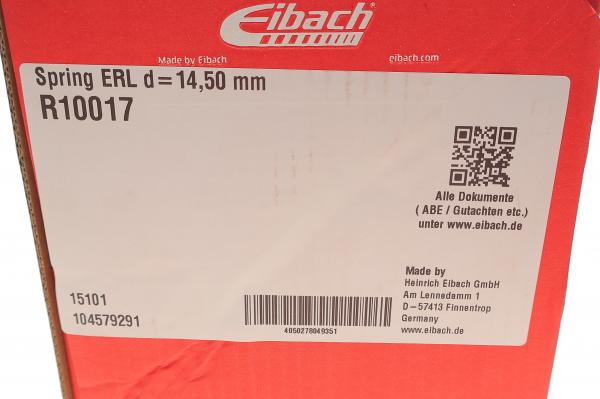 Eibach
Made by Eibach
eibach.com
Spring ERL d=14,50 mm
R10017
Alle Dokumente
( ABE / Gutachten etc.)
unter www.eibach.de
Made by
Heinrich Eibach GmbH
Am Lennedamm 1
D-57413 Finnentrop
Germany
www.eibach.de
15101
104579291
4050278049351